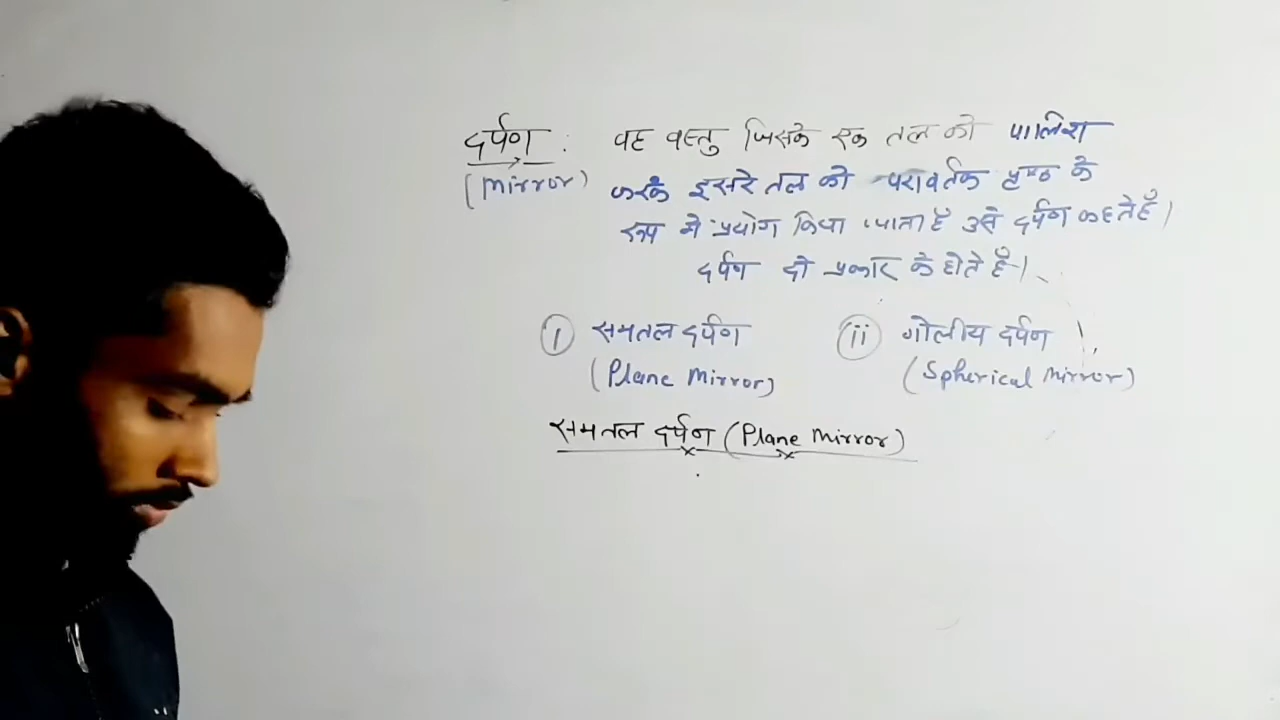 दर्पण : वह वस्तु जिसके एक तल को पालिश
(Mirror) करके दूसरे तल को परावर्तक पृष्ठ के
रूप में प्रयोग किया जाता है उसे दर्पण कहते हैं।
दर्पण दो प्रकार के होते हैं।
(i) समतल दर्पण (ii) गोलीय दर्पण
(Plane Mirror) (Spherical Mirror)
समतल दर्पण (Plane Mirror)